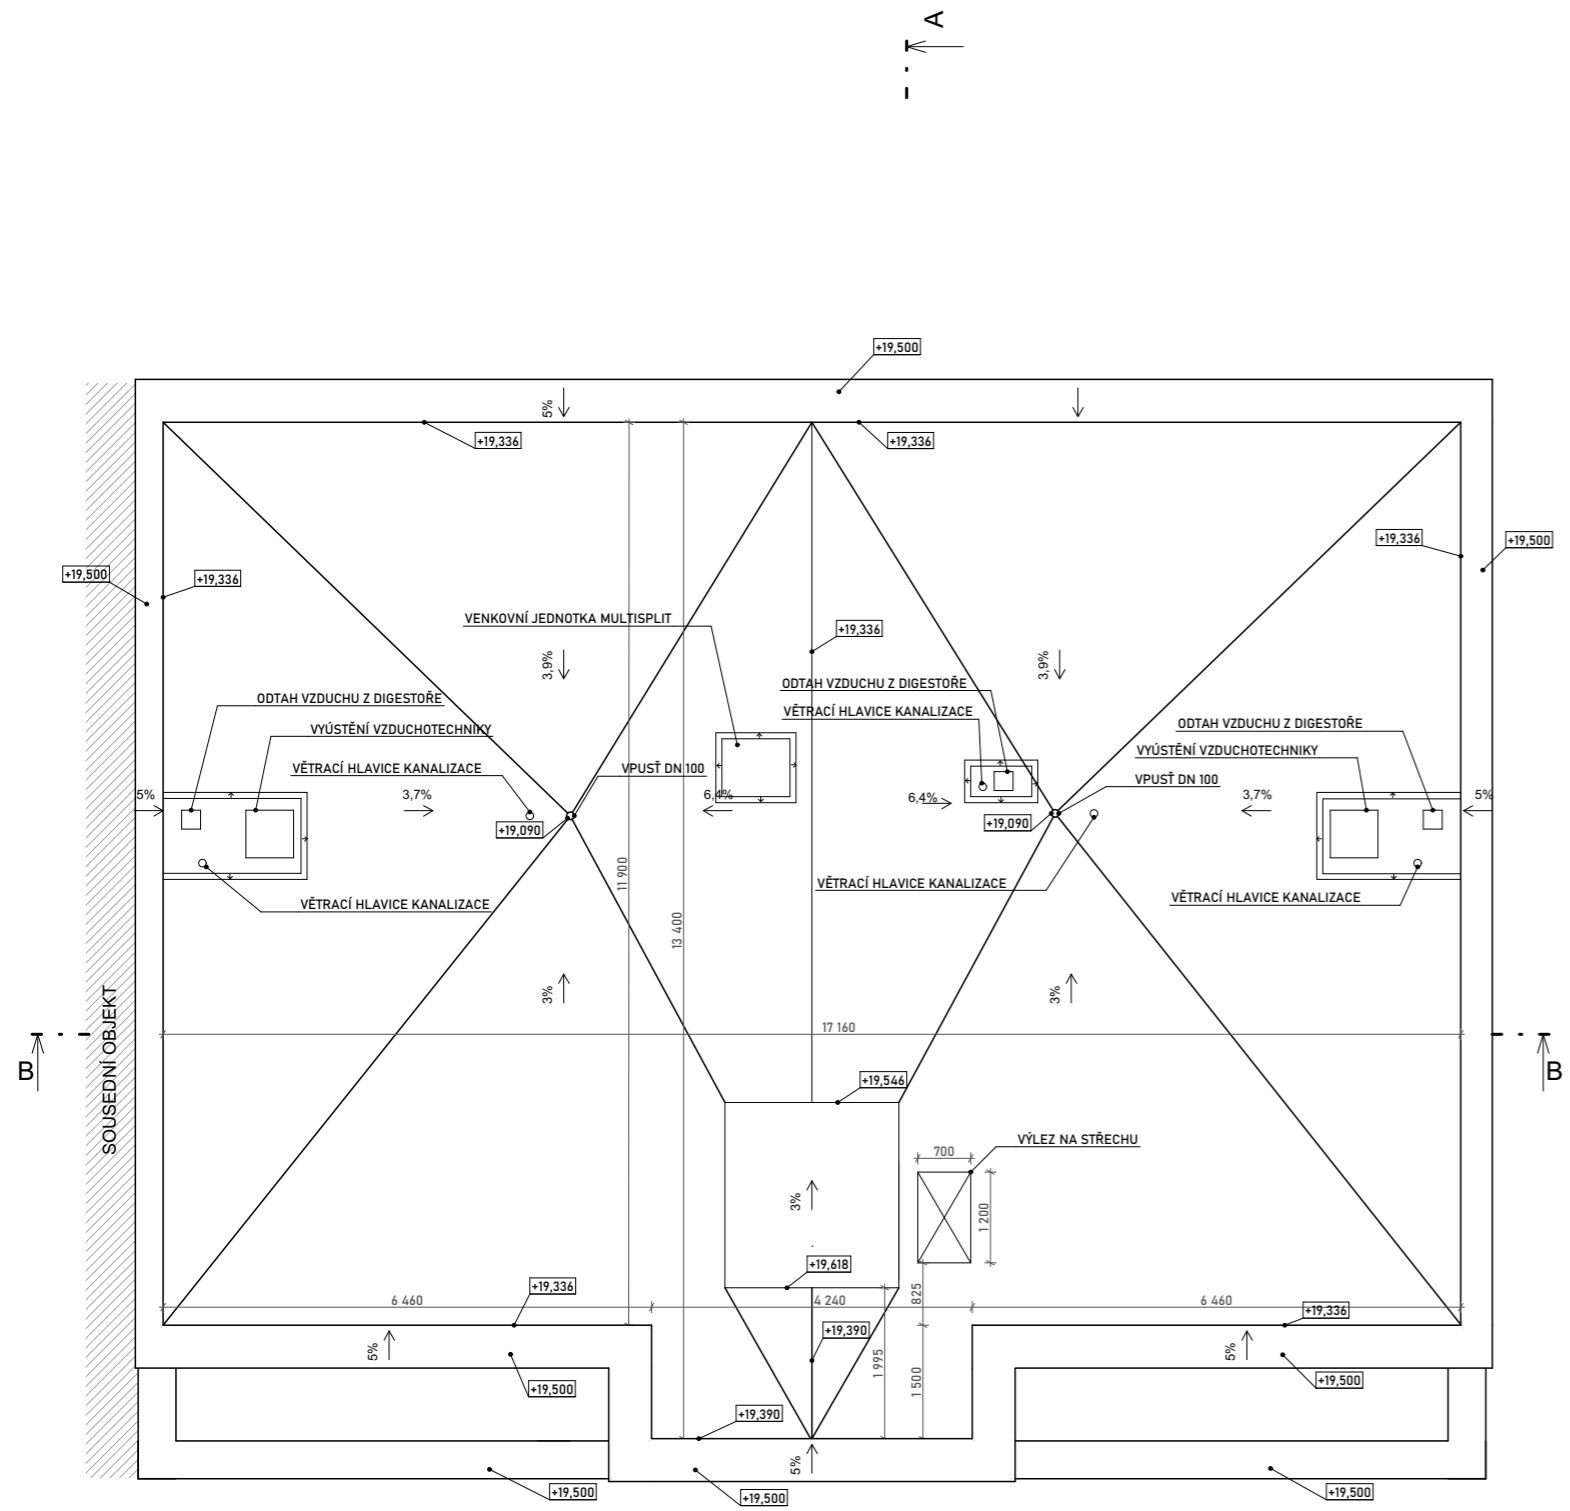 A
+19,500
5%
+19,336
+19,336
+19,336
+19,500
+19,500
+19,336
VENKOVNÍ JEDNOTKA MULTISPLIT
+19,336
3,9%
3,9%
ODTAH VZDUCHU Z DIGESTOŘE
ODTAH VZDUCHU Z DIGESTOŘE
VĚTRACÍ HLAVICE KANALIZACE
ODTAH VZDUCHU Z DIGESTOŘE
VYÚSTĚNÍ VZDUCHOTECHNIKY
VYÚSTĚNÍ VZDUCHOTECHNIKY
VĚTRACÍ HLAVICE KANALIZACE
VPUSŤ DN 100
VPUSŤ DN 100
5%
3,7%
6,4%
6,4%
3,7%
5%
+19,090
+19,090
11 900
VĚTRACÍ HLAVICE KANALIZACE
VĚTRACÍ HLAVICE KANALIZACE
VĚTRACÍ HLAVICE KANALIZACE
13 400
3%
3%
SOUSEDNÍ OBJEKT
17 160
B
B
+19,546
VÝLEZ NA STŘECHU
700
3%
1 200
+19,618
+19,336
825
6 460
4 240
6 460
+19,336
+19,390
5%
5%
1 995
1 500
+19,500
+19,500
+19,390
5%
+19,500
+19,500
+19,500